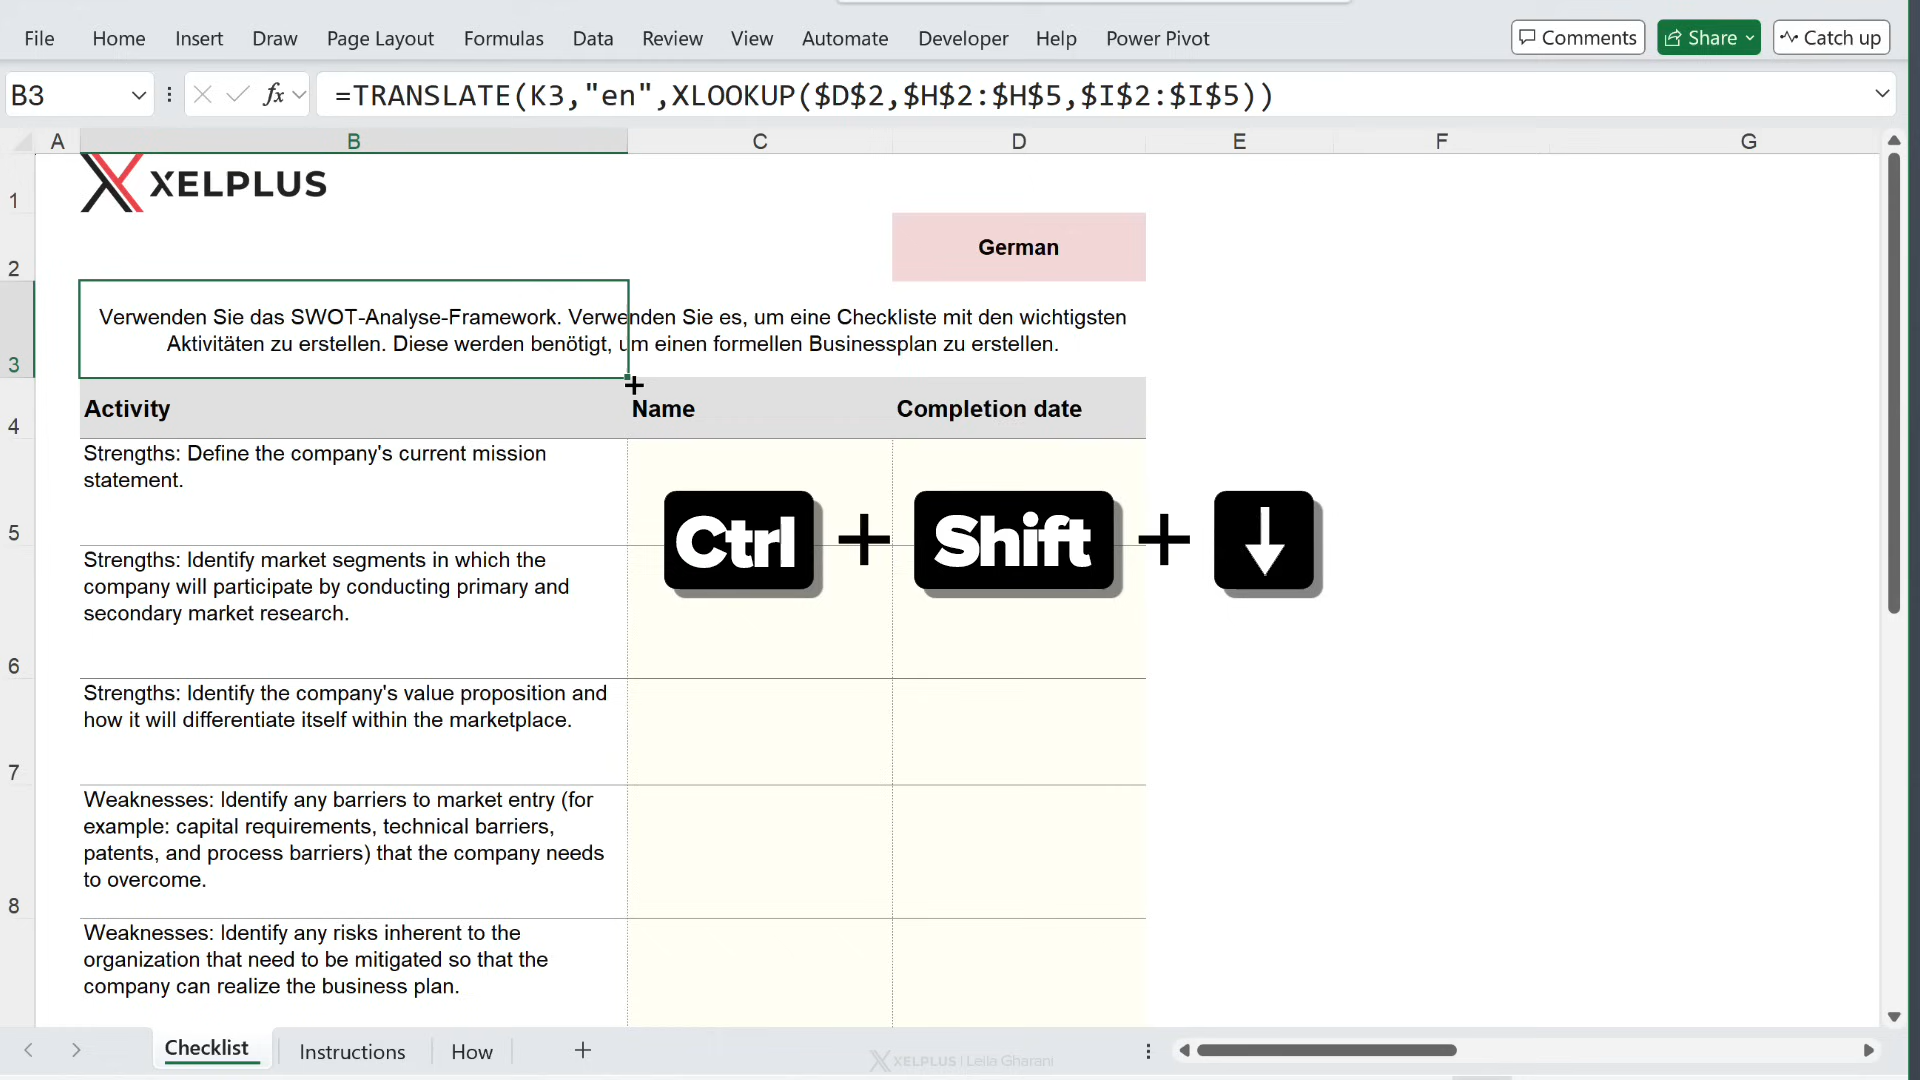 File Home Insert Draw Page Layout Formulas Data Review View Automate Developer Help Power Pivot Comments Share Catch up
B3 fx =TRANSLATE(K3,"en",XLOOKUP($D$2,$H$2:$H$5,$I$2:$I$5))
A B C D E F G
1 XELPLUS
2 German
3
Verwenden Sie das SWOT-Analyse-Framework. Verwenden Sie es, um eine Checkliste mit den wichtigsten
Aktivitäten zu erstellen. Diese werden benötigt, um einen formellen Businessplan zu erstellen.
4 Activity Name Completion date
Strengths: Define the company's current mission
statement.
5
Ctrl + Shift + ↓
Strengths: Identify market segments in which the
company will participate by conducting primary and
secondary market research.
6
Strengths: Identify the company's value proposition and
how it will differentiate itself within the marketplace.
7
Weaknesses: Identify any barriers to market entry (for
example: capital requirements, technical barriers,
patents, and process barriers) that the company needs
to overcome.
8
Weaknesses: Identify any risks inherent to the
organization that need to be mitigated so that the
company can realize the business plan.
Checklist Instructions How +
XELPLUS | Leila Gharani